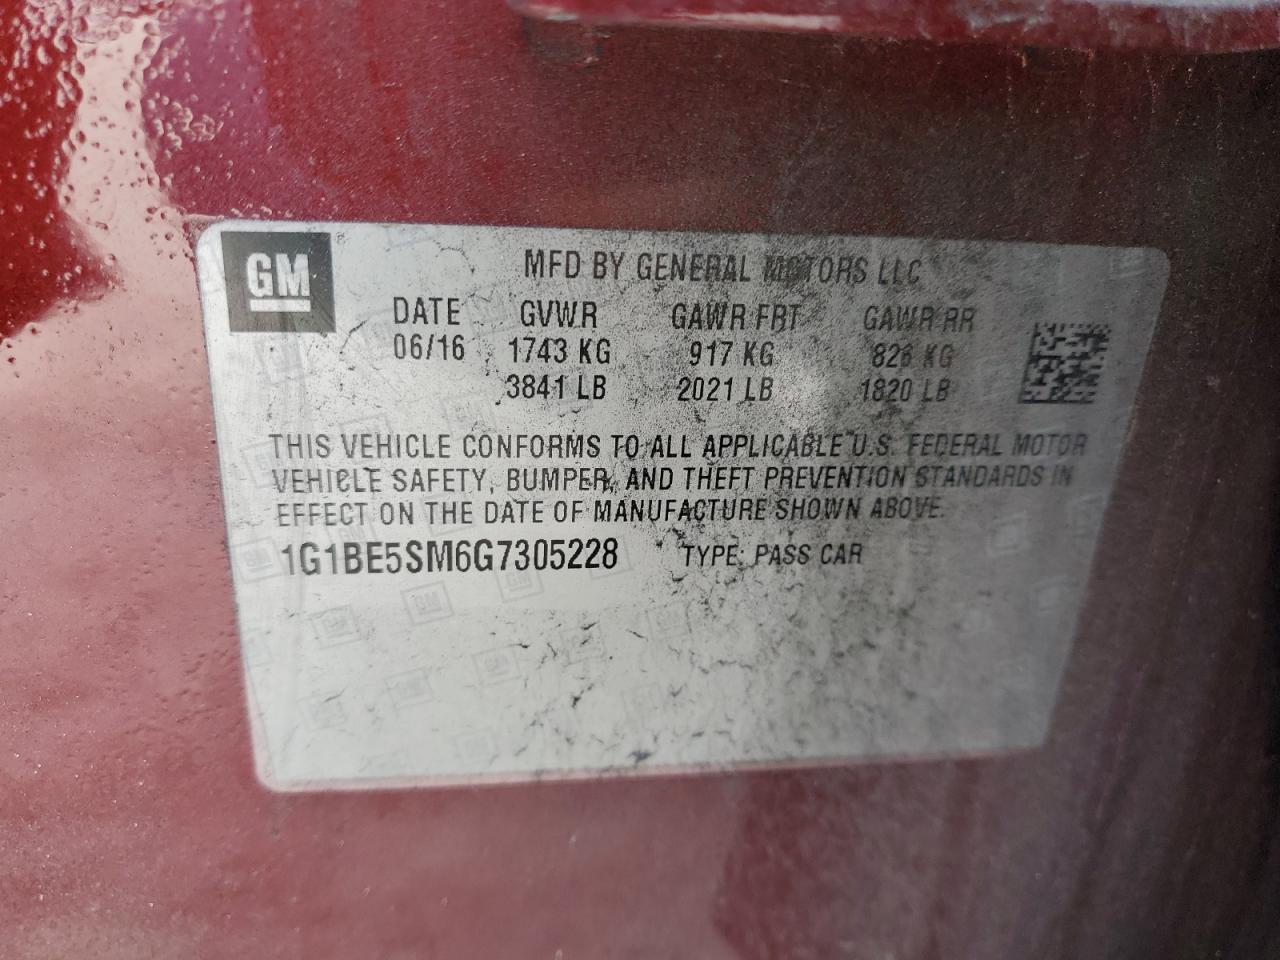 GM
MFD BY GENERAL MOTORS LLC
DATE GVWR GAWR FRT GAWR RR
06/16 1743 KG 917 KG 826 KG
3841 LB 2021 LB 1820 LB
THIS VEHICLE CONFORMS TO ALL APPLICABLE U.S. FEDERAL MOTOR
VEHICLE SAFETY, BUMPER, AND THEFT PREVENTION STANDARDS IN
EFFECT ON THE DATE OF MANUFACTURE SHOWN ABOVE.
1G1BE5SM6G7305228 TYPE: PASS CAR